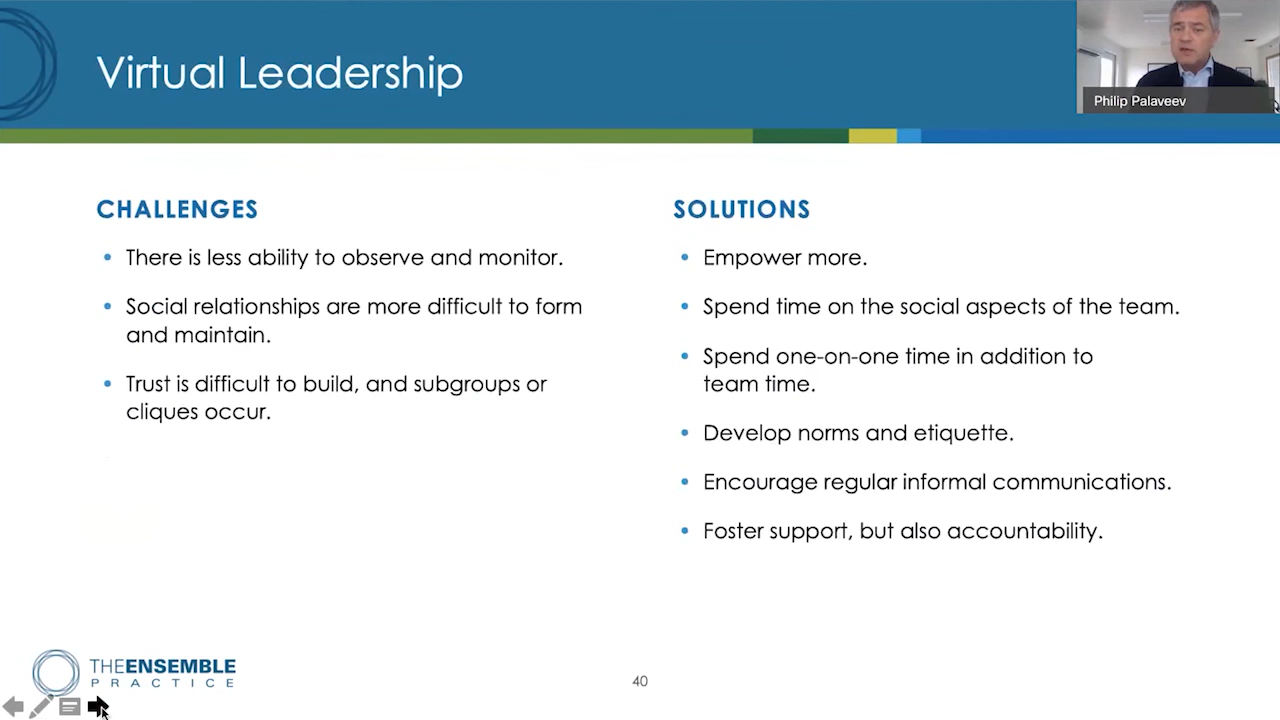 Virtual Leadership
Philip Palaveev
CHALLENGES
• There is less ability to observe and monitor.
• Social relationships are more difficult to form
and maintain.
• Trust is difficult to build, and subgroups or
cliques occur.
SOLUTIONS
• Empower more.
• Spend time on the social aspects of the team.
• Spend one-on-one time in addition to
team time.
• Develop norms and etiquette.
• Encourage regular informal communications.
• Foster support, but also accountability.
THEENSEMBLE
PRACTICE
40